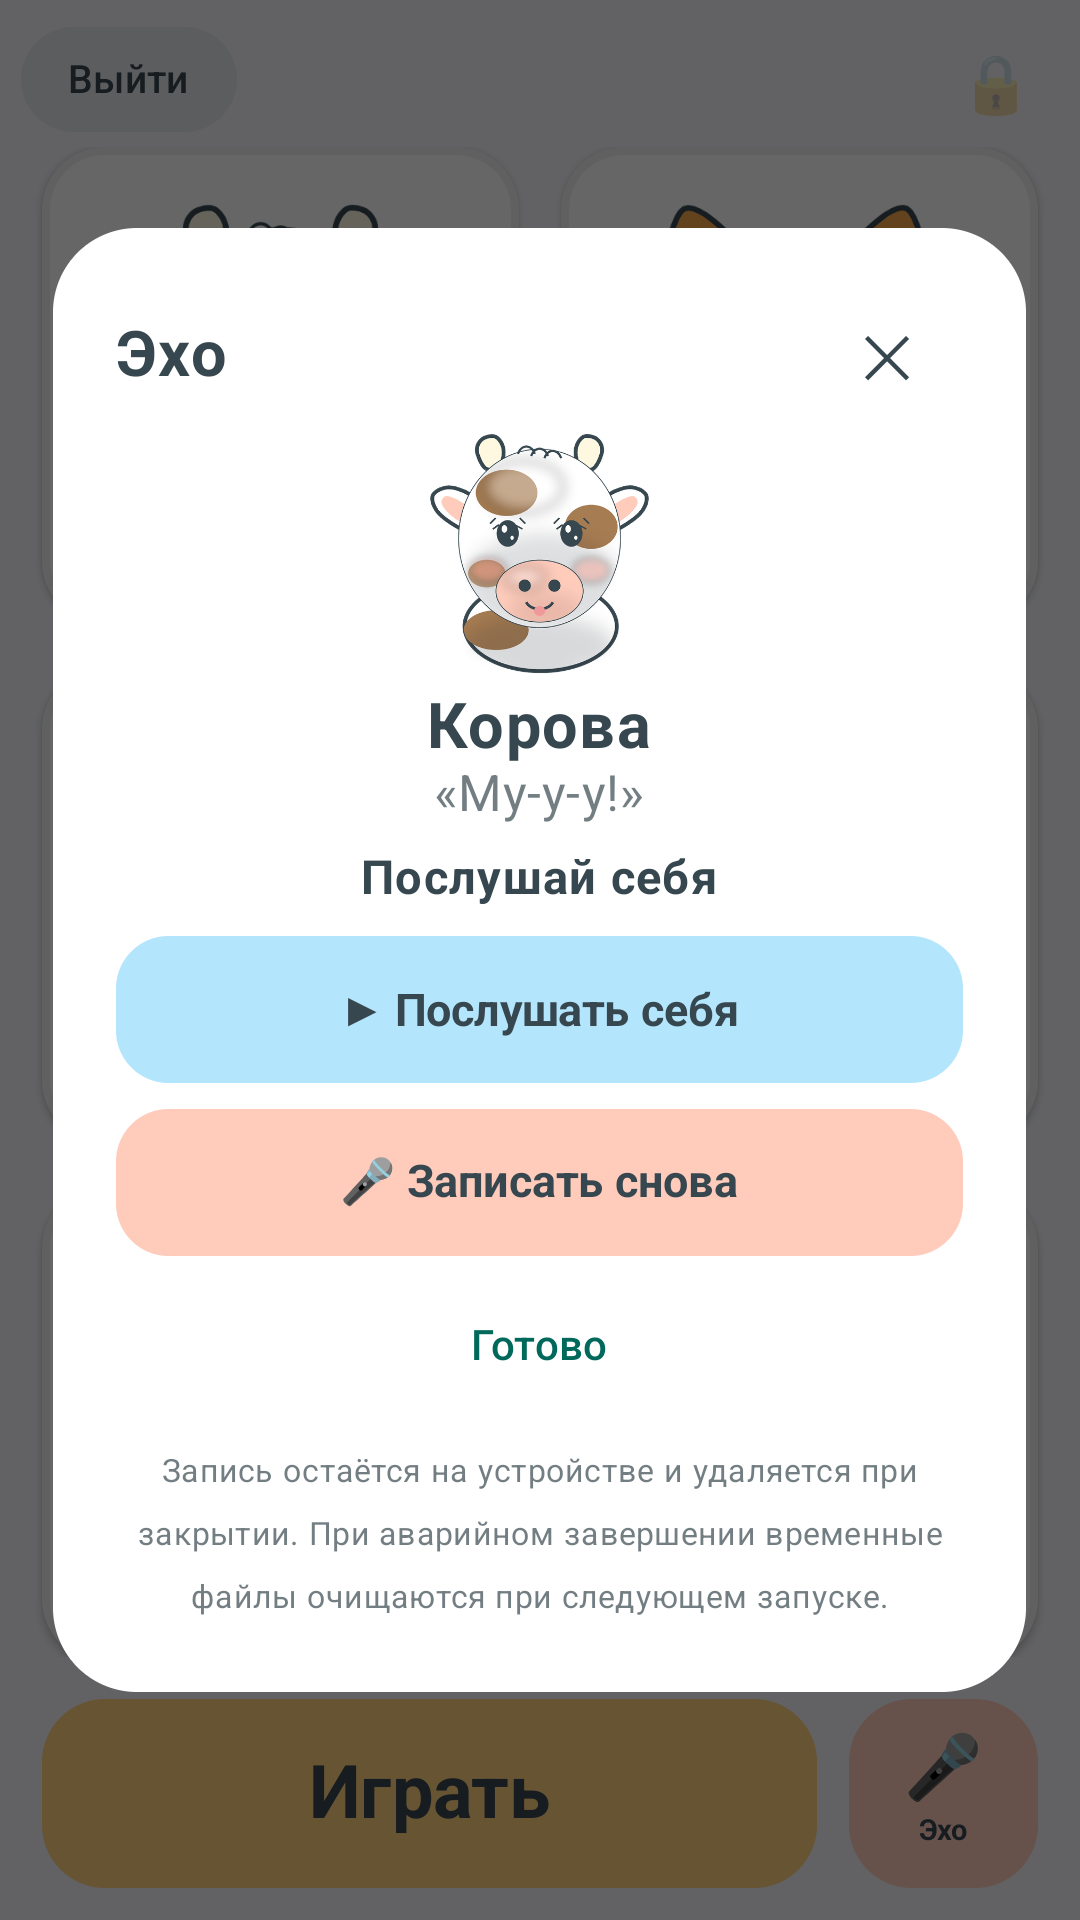 Выйти
Эхо
Корова
«Му-у-у!»
Послушай себя
► Послушать себя
🎤 Записать снова
Готово
Запись остаётся на устройстве и удаляется при
закрытии. При аварийном завершении временные
файлы очищаются при следующем запуске.
Играть
Эхо